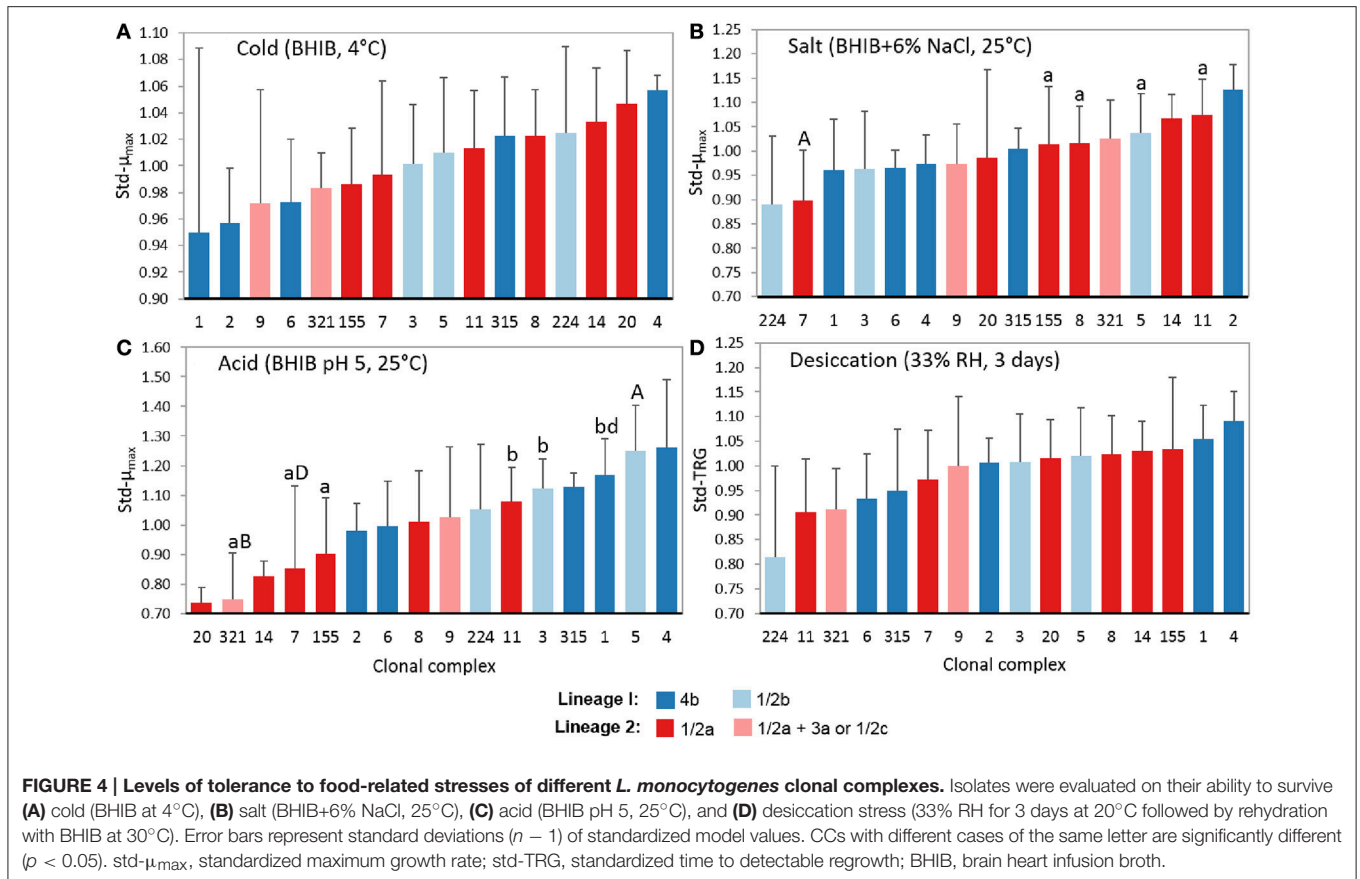 A
Cold (BHIB, 4°C)
Std-μmax
1.10
1.08
1.06
1.04
1.02
1.00
0.98
0.96
0.94
0.92
0.90
1 2 9 6 321 155 7 3 5 11 315 8 224 14 20 4
B
Salt (BHIB+6% NaCl, 25°C)
Std-μmax
1.25
1.20
1.15
1.10
1.05
1.00
0.95
0.90
0.85
0.80
0.75
0.70
A a a a a
224 7 1 3 6 4 9 20 315 155 8 321 5 14 11 2
C
Acid (BHIB pH 5, 25°C)
Std-μmax
1.60
1.50
1.40
1.30
1.20
1.10
1.00
0.90
0.80
0.70
aB aD a b b bd A
20 321 14 7 155 2 6 8 9 224 11 3 315 1 5 4
Clonal complex
D
Desiccation (33% RH, 3 days)
Std-TRG
1.25
1.20
1.15
1.10
1.05
1.00
0.95
0.90
0.85
0.80
0.75
0.70
224 11 321 6 315 7 9 2 3 20 5 8 14 155 1 4
Clonal complex
Lineage I: 4b 1/2b
Lineage 2: 1/2a 1/2a + 3a or 1/2c
FIGURE 4 | Levels of tolerance to food-related stresses of different L. monocytogenes clonal complexes. Isolates were evaluated on their ability to survive
(A) cold (BHIB at 4°C), (B) salt (BHIB+6% NaCl, 25°C), (C) acid (BHIB pH 5, 25°C), and (D) desiccation stress (33% RH for 3 days at 20°C followed by rehydration
with BHIB at 30°C). Error bars represent standard deviations (n − 1) of standardized model values. CCs with different cases of the same letter are significantly different
(p < 0.05). std-μmax, standardized maximum growth rate; std-TRG, standardized time to detectable regrowth; BHIB, brain heart infusion broth.